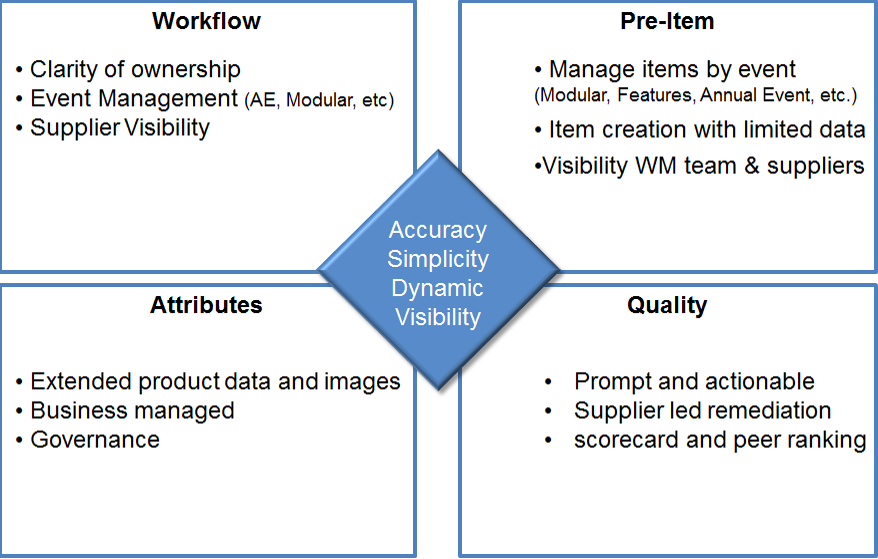 Workflow
• Clarity of ownership
• Event Management (AE, Modular, etc)
• Supplier Visibility
Pre-Item
• Manage items by event
(Modular, Features, Annual Event, etc.)
• Item creation with limited data
•Visibility WM team & suppliers
Accuracy
Simplicity
Dynamic
Visibility
Attributes
• Extended product data and images
• Business managed
• Governance
Quality
• Prompt and actionable
• Supplier led remediation
• scorecard and peer ranking